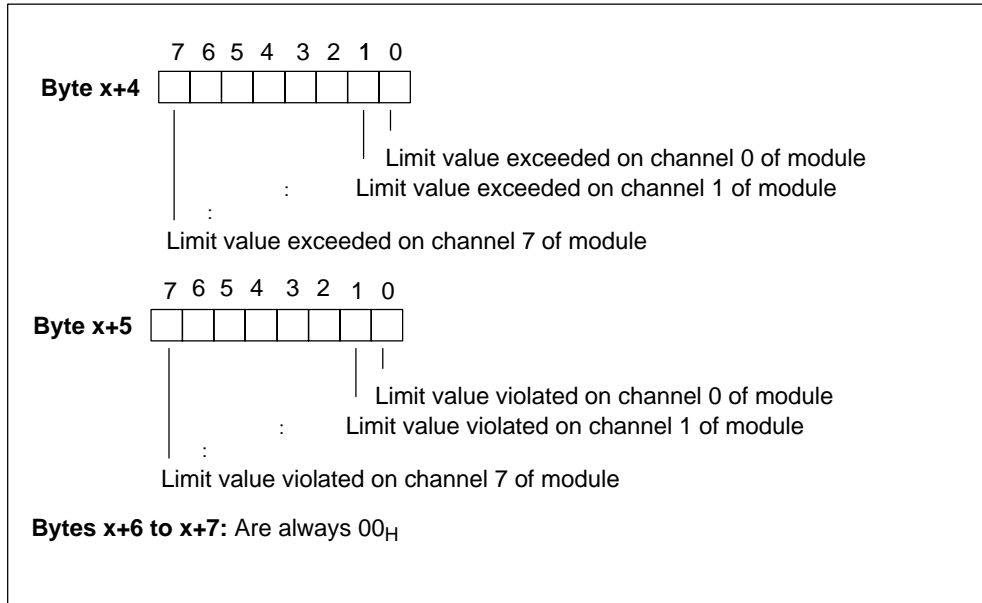 7 6 5 4 3 2 1 0
Byte x+4
Limit value exceeded on channel 0 of module
: Limit value exceeded on channel 1 of module
:
Limit value exceeded on channel 7 of module
7 6 5 4 3 2 1 0
Byte x+5
Limit value violated on channel 0 of module
: Limit value violated on channel 1 of module
:
Limit value violated on channel 7 of module
Bytes x+6 to x+7: Are always 00H